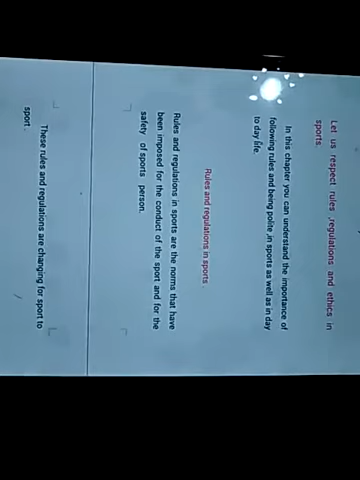 Let us respect rules ,regulations and ethics in
sports.
In this chapter you can understand the importance of
following rules and being polite ,in sports as well as in day
to day life.
Rules and regulations in sports .
Rules and regulations in sports are the norms that have
been imposed for the conduct of the sport and for the
safety of sports person.
These rules and regulations are changing for sport to
sport .